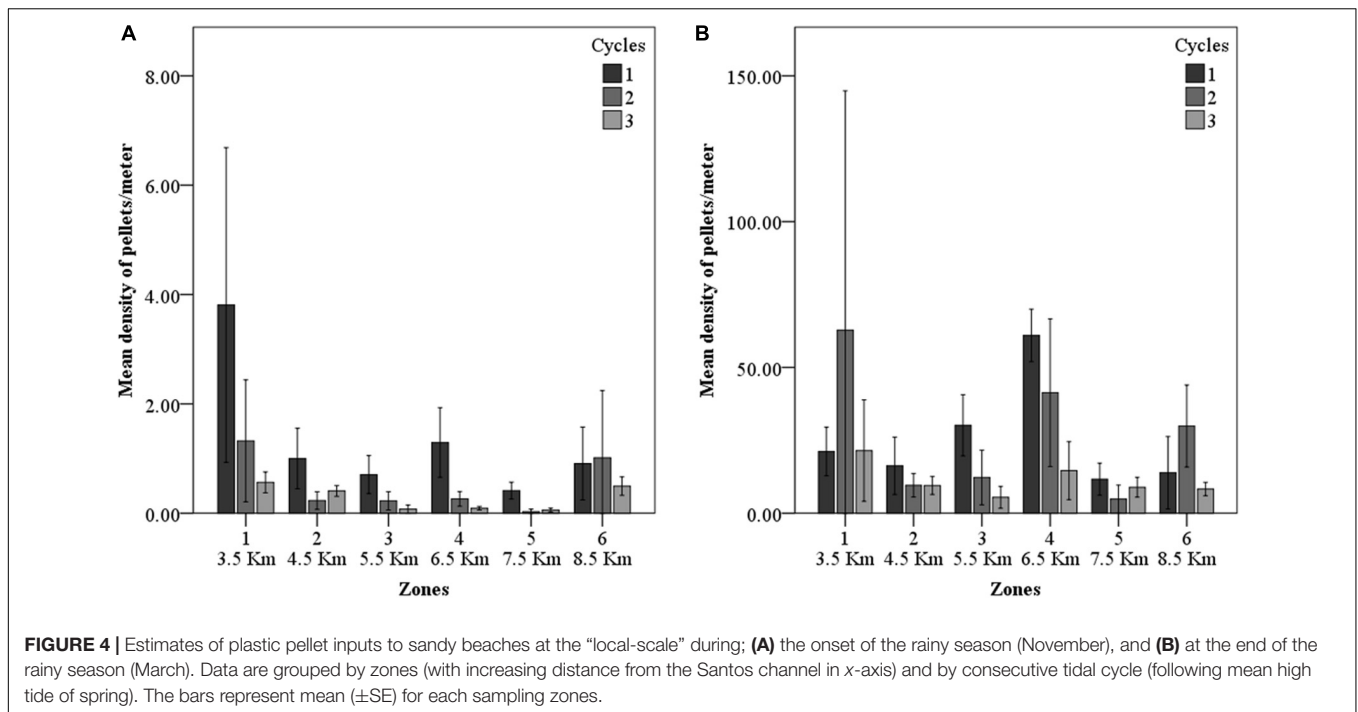 A
B
Cycles
1
2
3
Cycles
1
2
3
Mean density of pellets/meter
8.00
6.00
4.00
2.00
0.00
1 2 3 4 5 6
3.5 Km 4.5 Km 5.5 Km 6.5 Km 7.5 Km 8.5 Km
Zones
Mean density of pellets/meter
150.00
100.00
50.00
0.00
1 2 3 4 5 6
3.5 Km 4.5 Km 5.5 Km 6.5 Km 7.5 Km 8.5 Km
Zones
FIGURE 4 | Estimates of plastic pellet inputs to sandy beaches at the “local-scale” during; (A) the onset of the rainy season (November), and (B) at the end of the
rainy season (March). Data are grouped by zones (with increasing distance from the Santos channel in x-axis) and by consecutive tidal cycle (following mean high
tide of spring). The bars represent mean (±SE) for each sampling zones.